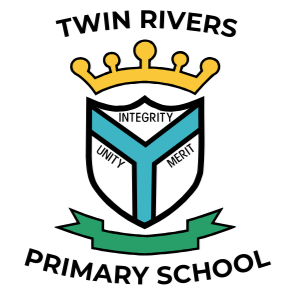 TWIN RIVERS
INTEGRITY
UNITY
MERIT
PRIMARY SCHOOL